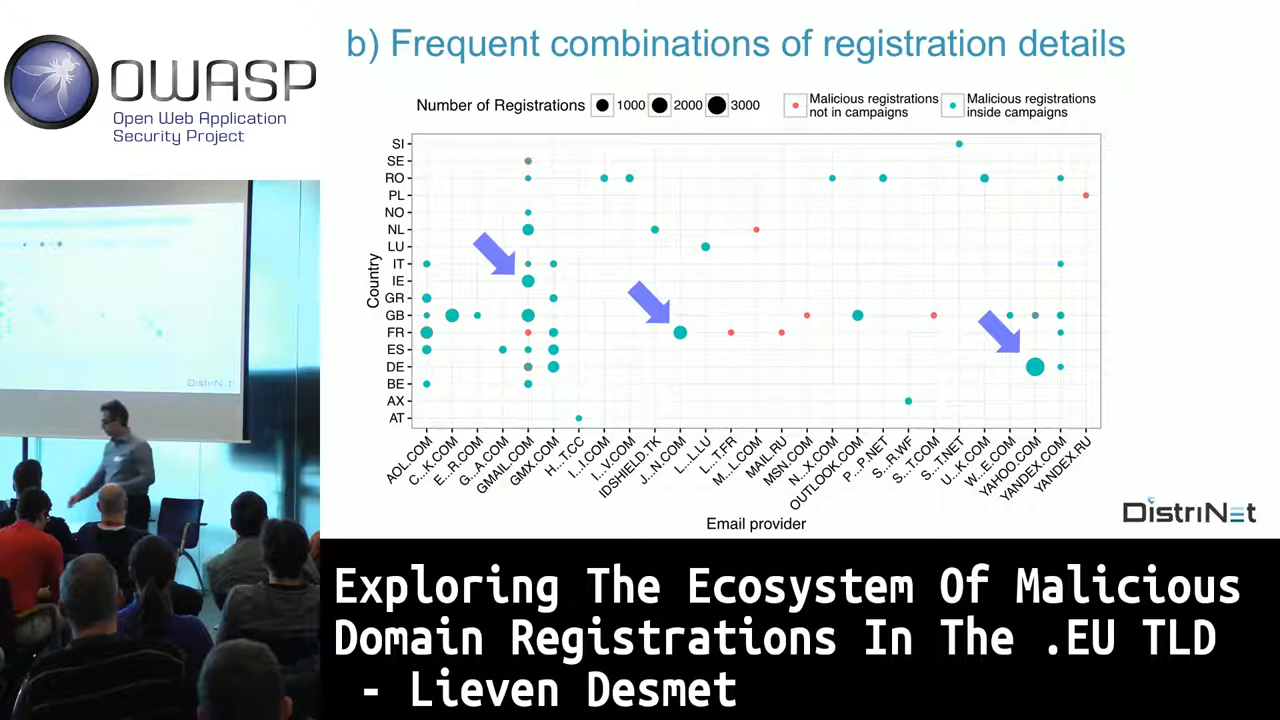 OWASP
Open Web Application
Security Project
b) Frequent combinations of registration details
Number of Registrations 1000 2000 3000
Malicious registrations
not in campaigns
Malicious registrations
inside campaigns
Country
SI
SE
RO
PL
NO
NL
LU
IT
IE
GR
GB
FR
ES
DE
BE
AX
AT
AOL.COM
C...K.COM
E...R.COM
G...A.COM
GMAIL.COM
GMX.COM
H...T.CC
I...I.COM
I...V.COM
IDSHIELD.TK
J...N.COM
L...L.LU
L...T.FR
M...L.COM
MAIL.RU
MSN.COM
N...X.COM
OUTLOOK.COM
P...P.NET
S...R.WF
S...T.COM
S...T.NET
U...K.COM
W...E.COM
YAHOO.COM
YANDEX.COM
YANDEX.RU
Email provider
DistriNet
DistriNet
Exploring The Ecosystem Of Malicious
Domain Registrations In The .EU TLD
- Lieven Desmet